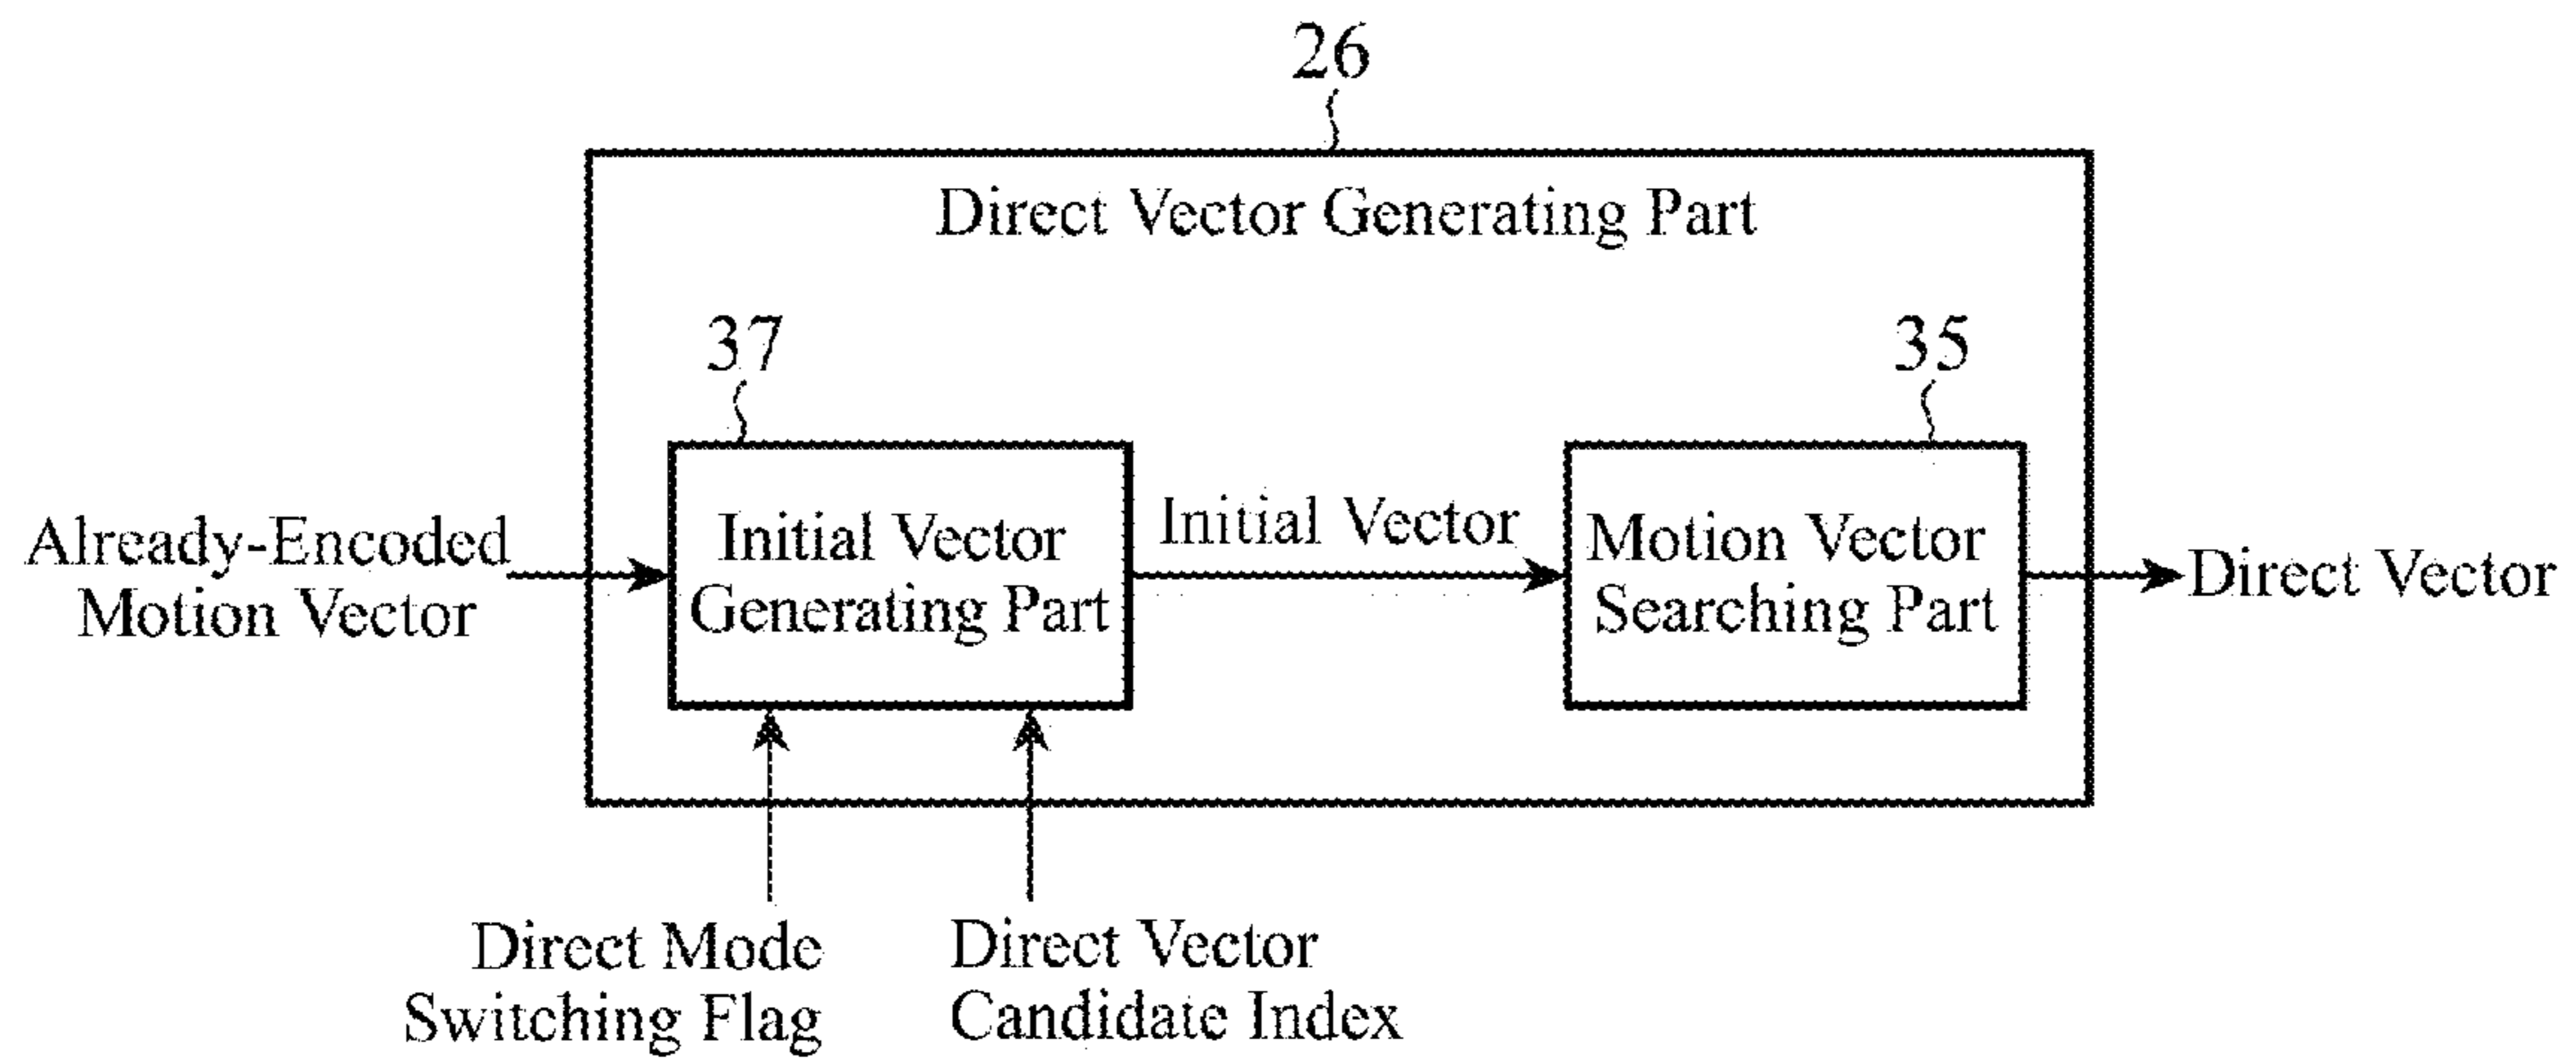 26
Direct Vector Generating Part
37
35
Already-Encoded
Motion Vector
Initial Vector
Generating Part
Initial Vector
Motion Vector
Searching Part
Direct Vector
Direct Mode
Switching Flag
Direct Vector
Candidate Index